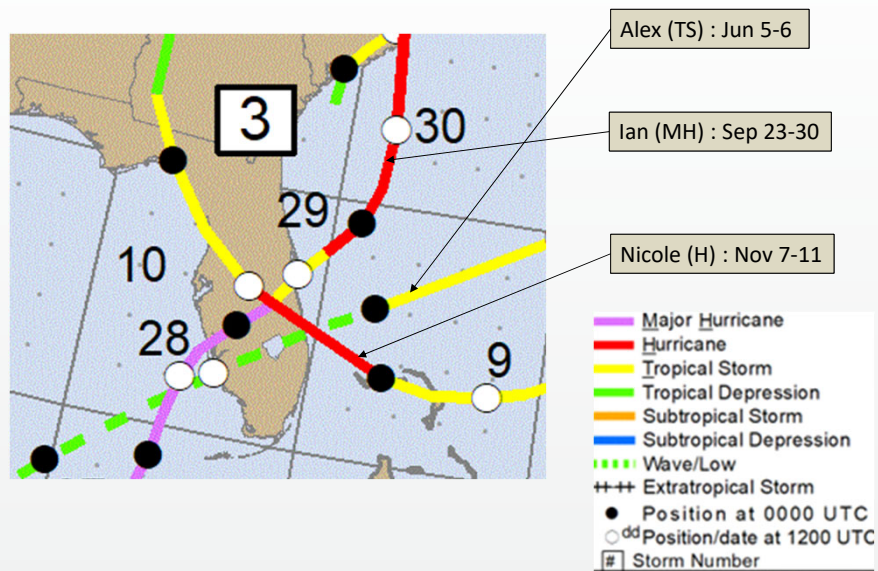 Alex (TS) : Jun 5-6
3
30
Ian (MH) : Sep 23-30
29
10
Nicole (H) : Nov 7-11
28
9
Major Hurricane
Hurricane
Tropical Storm
Tropical Depression
Subtropical Storm
Subtropical Depression
Wave/Low
Extratropical Storm
Position at 0000 UTC
dd Position/date at 1200 UTC
# Storm Number